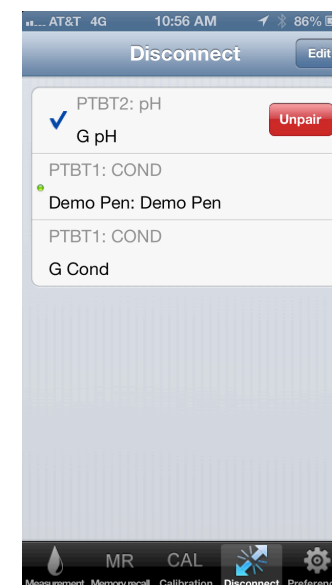 AT&T 4G 10:56 AM 86%
Disconnect Edit
PTBT2: pH
G pH
Unpair
PTBT1: COND
Demo Pen: Demo Pen
PTBT1: COND
G Cond
MR CAL
Measurement Memory recall Calibration Disconnect Preferenc